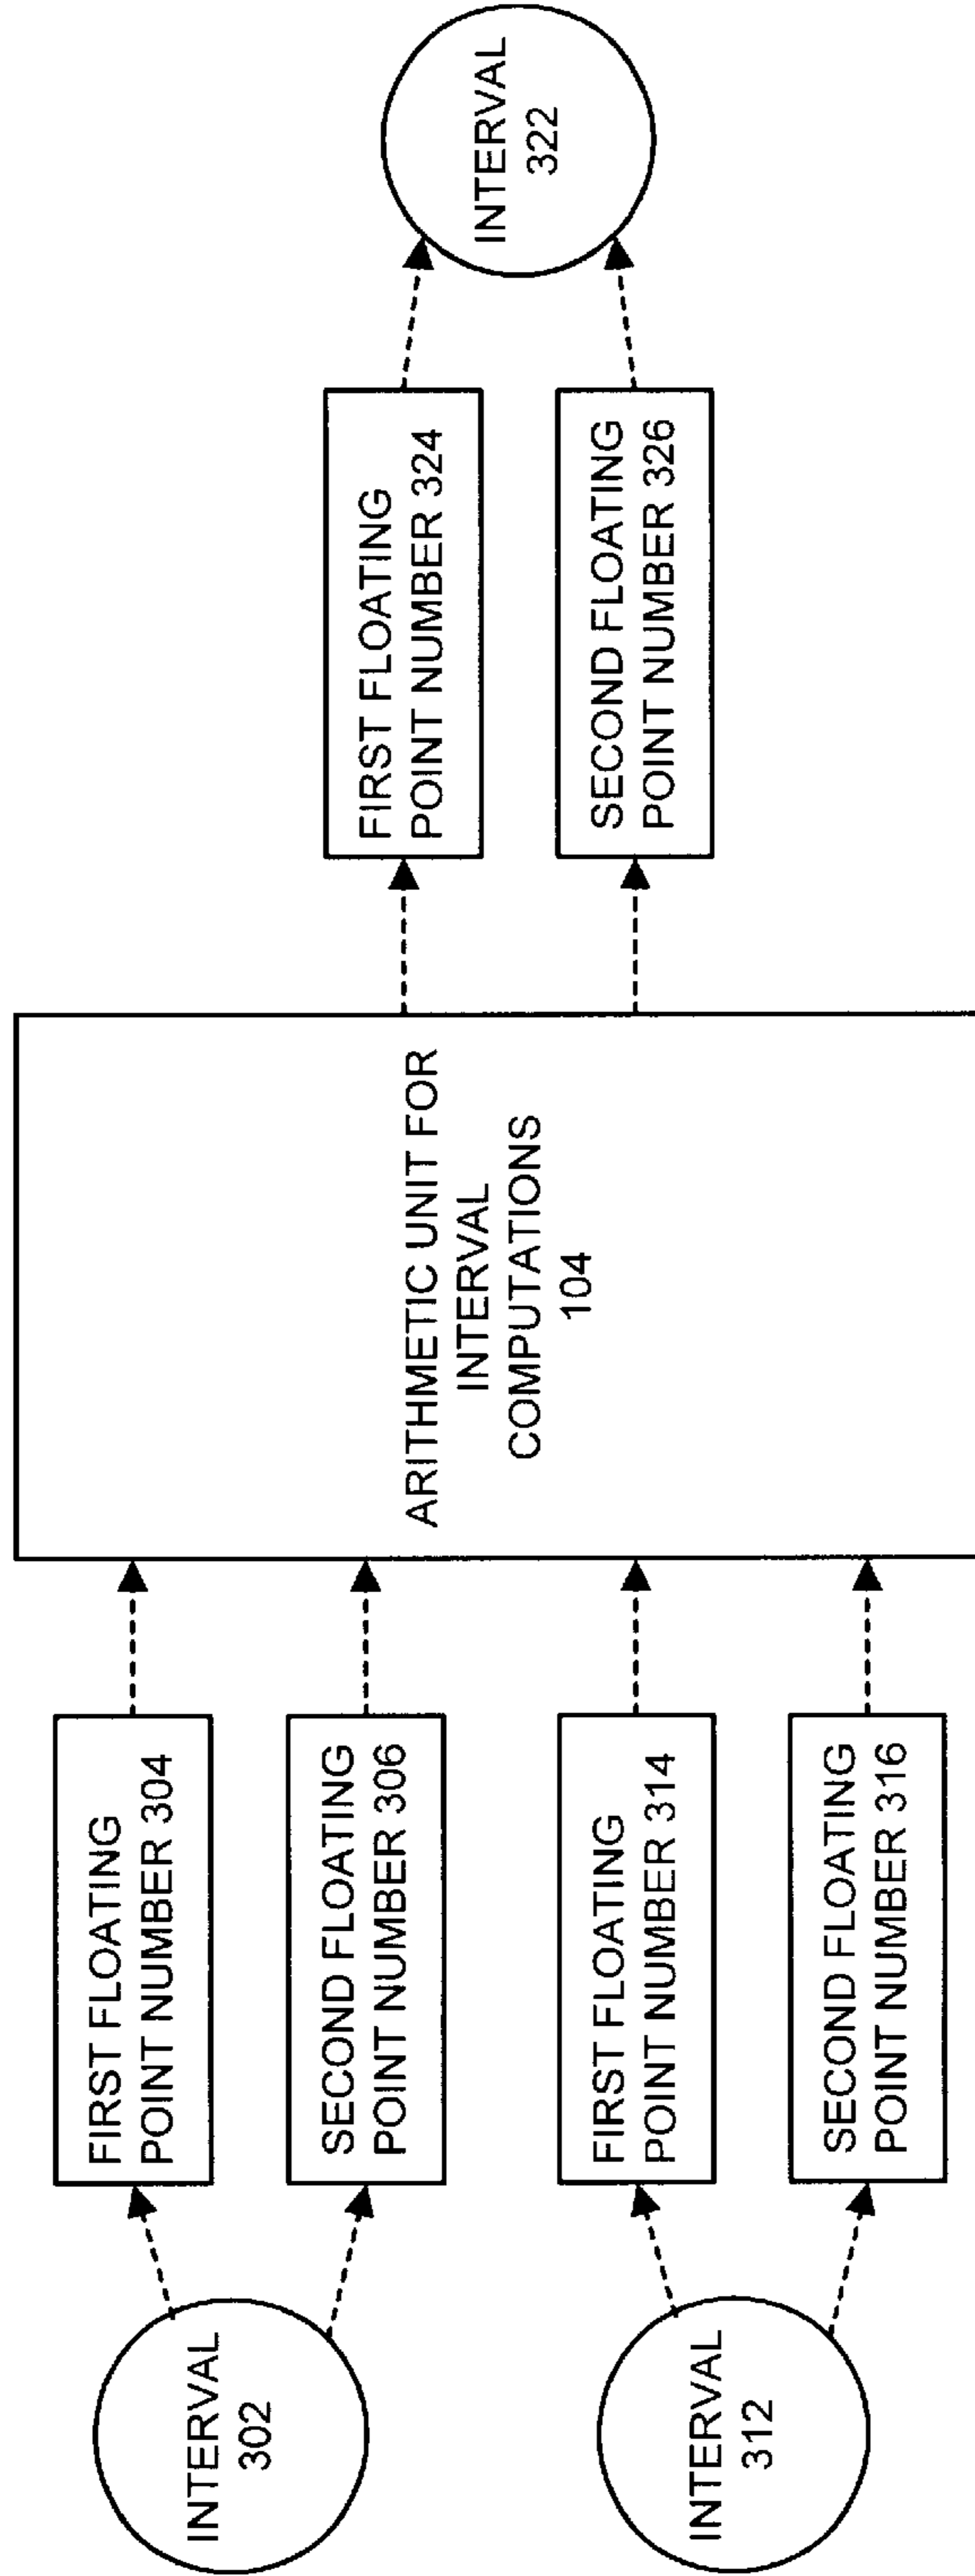 INTERVAL
302
FIRST FLOATING
POINT NUMBER 304
SECOND FLOATING
POINT NUMBER 306
INTERVAL
312
FIRST FLOATING
POINT NUMBER 314
SECOND FLOATING
POINT NUMBER 316
ARITHMETIC UNIT FOR
INTERVAL
COMPUTATIONS
104
FIRST FLOATING
POINT NUMBER 324
SECOND FLOATING
POINT NUMBER 326
INTERVAL
322